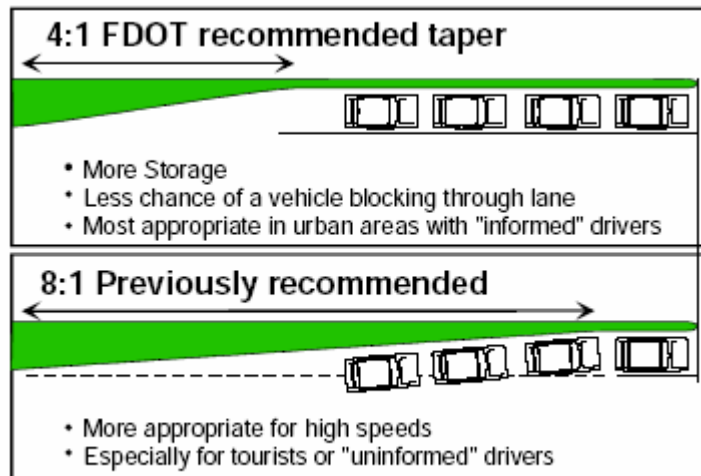 4:1 FDOT recommended taper
• More Storage
• Less chance of a vehicle blocking through lane
• Most appropriate in urban areas with "informed" drivers
8:1 Previously recommended
• More appropriate for high speeds
• Especially for tourists or "uninformed" drivers